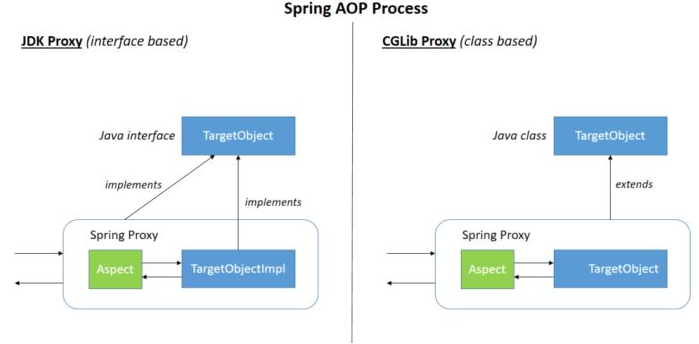 Spring AOP Process
JDK Proxy (interface based)
Java interface
TargetObject
implements
implements
Spring Proxy
Aspect
TargetObjectImpl
CGLib Proxy (class based)
Java class
TargetObject
extends
Spring Proxy
Aspect
TargetObject